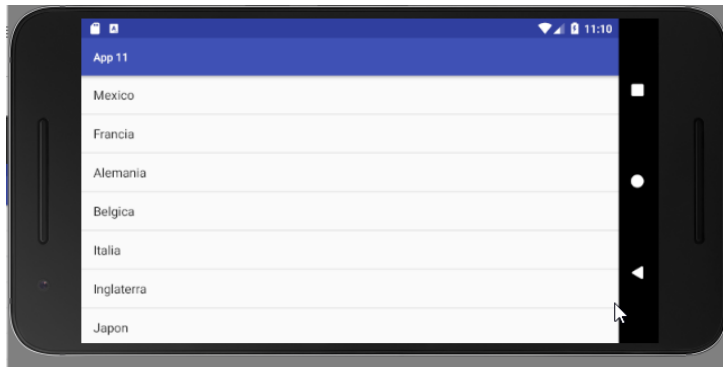 11:10
App 11
Mexico
Francia
Alemania
Belgica
Italia
Inglaterra
Japon